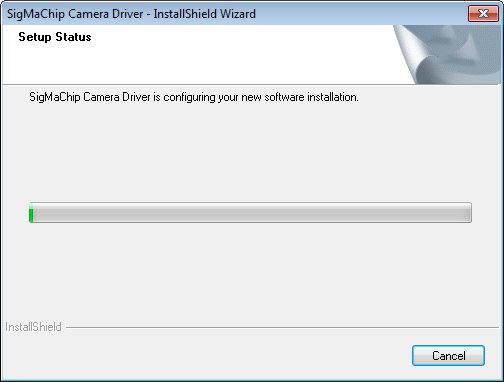 SigMaChip Camera Driver - InstallShield Wizard
Setup Status
SigMaChip Camera Driver is configuring your new software installation.
InstallShield
Cancel